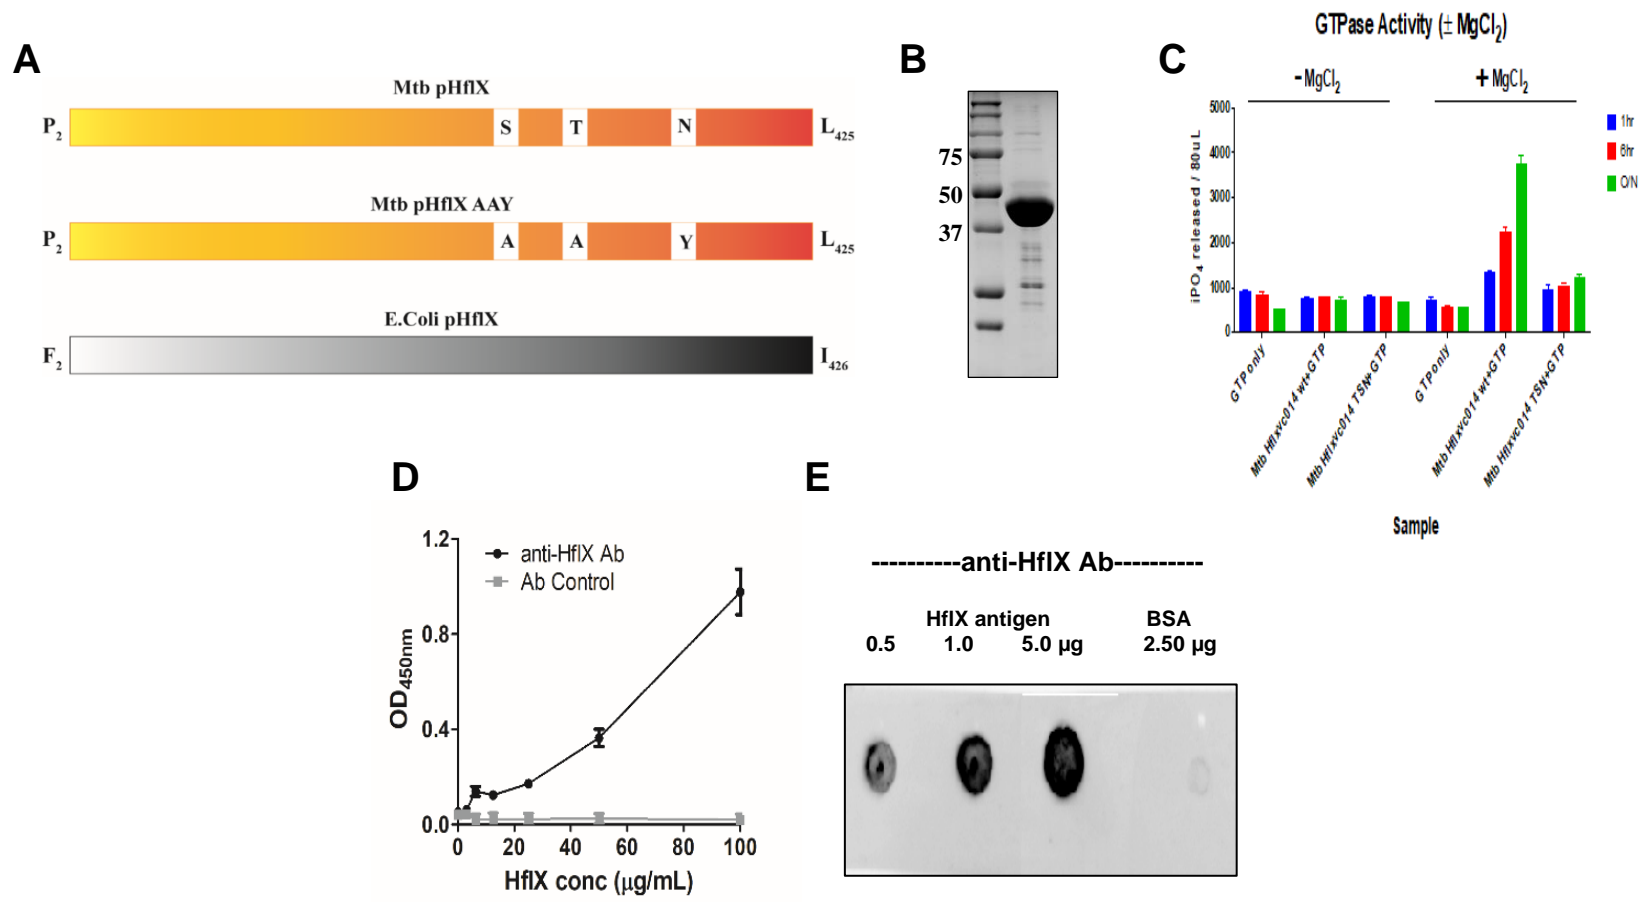 A
Mtb pHflX
P2 S T N L425
Mtb pHflX AAY
P2 A A Y L425
E.Coli pHflX
F2 I426
B
75
50
37
C
GTPase Activity (± MgCl2)
-MgCl2 +MgCl2
iPO4 released / 80uL
5000
4000
3000
2000
1000
0
1hr
6hr
O/N
GTP only
Mtb Hflxvc014 wt+GTP
Mtb Hflxvc014 TSN+GTP
GTP only
Mtb Hflxvc014 wt+GTP
Mtb Hflxvc014 TSN+GTP
Sample
D
anti-HflX Ab
Ab Control
OD450nm
1.2
0.8
0.4
0.0
0 20 40 60 80 100
HflX conc (µg/mL)
E
----------anti-HflX Ab----------
HflX antigen BSA
0.5 1.0 5.0 µg 2.50 µg